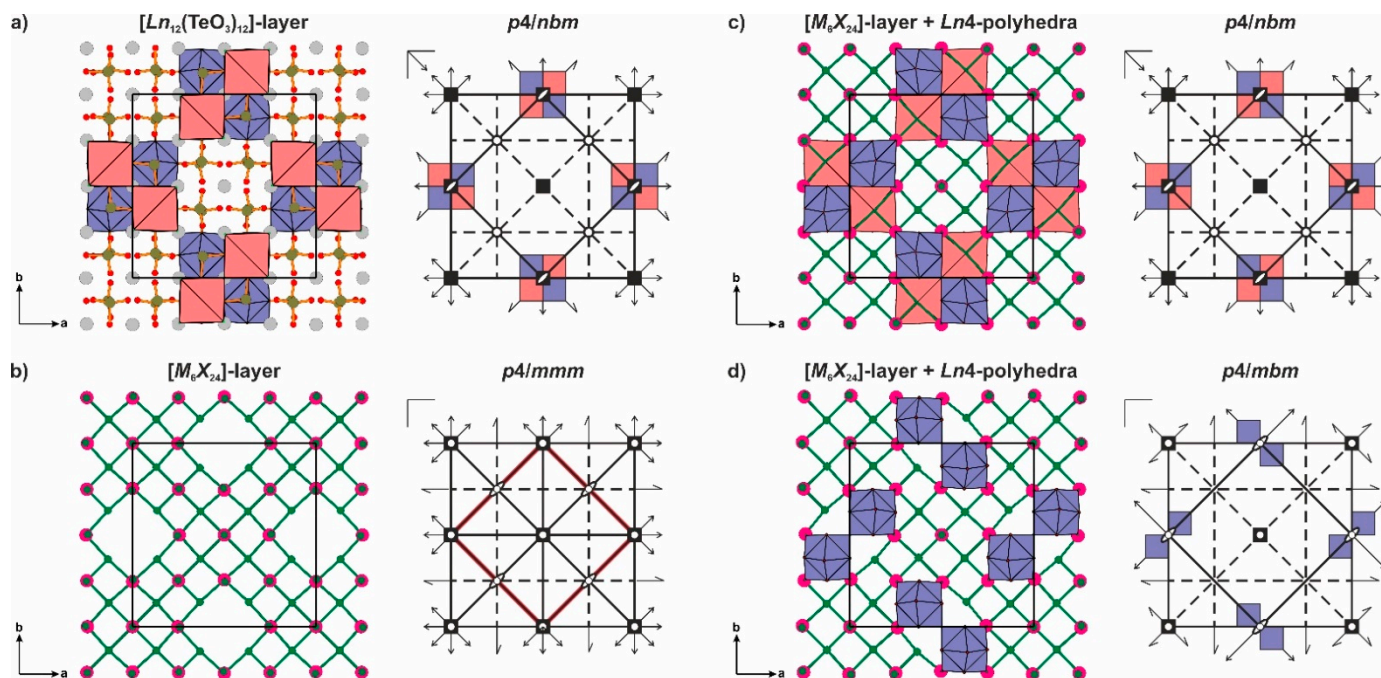 a) [Ln₁₂(TeO₃)₁₂]-layer p4/nbm
b
a
c) [M₆X₂₄]-layer + Ln4-polyhedra p4/nbm
b
a
b) [M₆X₂₄]-layer p4/mmm
b
a
d) [M₆X₂₄]-layer + Ln4-polyhedra p4/mbm
b
a